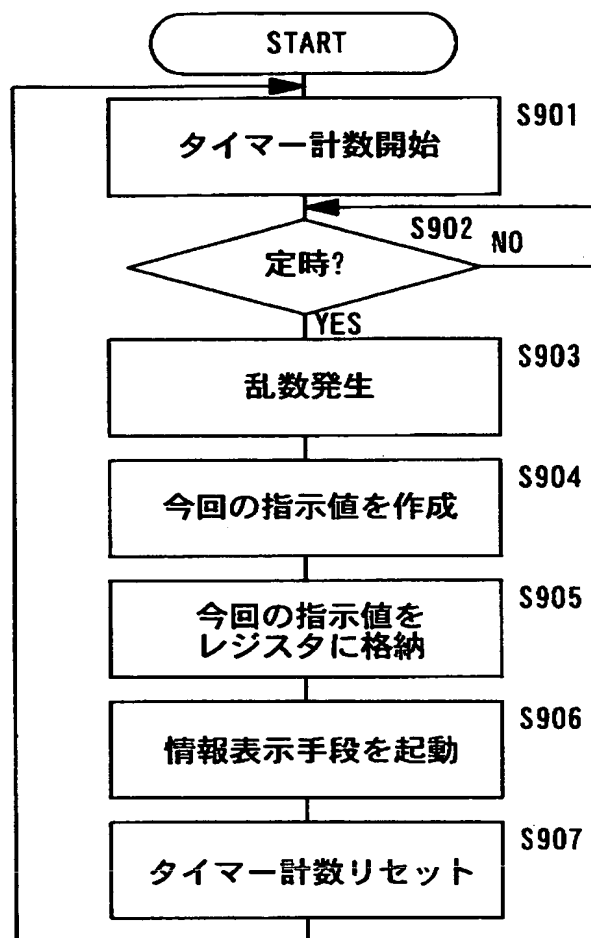 START
S901
タイマー計数開始
S902
NO
定時?
YES
S903
乱数発生
S904
今回の指示値を作成
S905
今回の指示値を
レジスタに格納
S906
情報表示手段を起動
S907
タイマー計数リセット